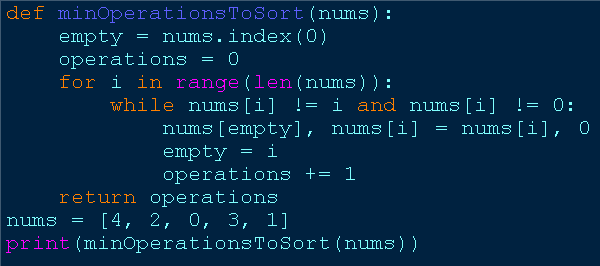 def minOperationsToSort(nums):
    empty = nums.index(0)
    operations = 0
    for i in range(len(nums)):
        while nums[i] != i and nums[i] != 0:
            nums[empty], nums[i] = nums[i], 0
            empty = i
            operations += 1
    return operations
nums = [4, 2, 0, 3, 1]
print(minOperationsToSort(nums))